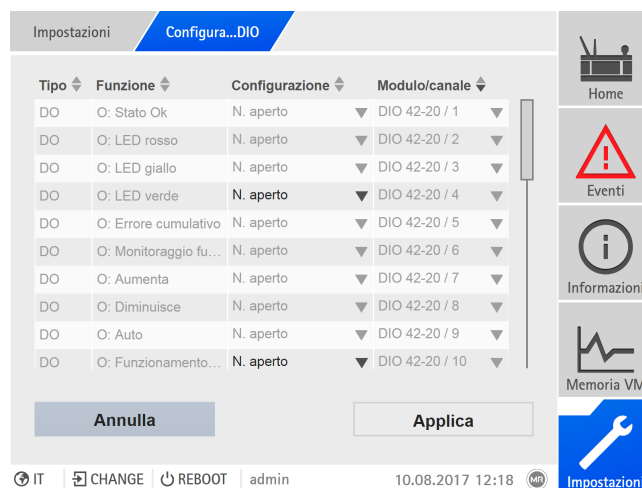 Impostazioni Configura...DIO
Tipo Funzione Configurazione Modulo/canale
DO O: Stato Ok N. aperto DIO 42-20 / 1
DO O: LED rosso N. aperto DIO 42-20 / 2
DO O: LED giallo N. aperto DIO 42-20 / 3
DO O: LED verde N. aperto DIO 42-20 / 4
DO O: Errore cumulativo N. aperto DIO 42-20 / 5
DO O: Monitoraggio fu... N. aperto DIO 42-20 / 6
DO O: Aumenta N. aperto DIO 42-20 / 7
DO O: Diminuisce N. aperto DIO 42-20 / 8
DO O: Auto N. aperto DIO 42-20 / 9
DO O: Funzionamento... N. aperto DIO 42-20 / 10
Annulla Applica
IT CHANGE REBOOT admin 10.08.2017 12:18 MR
Home
Eventi
Informazioni
Memoria VM
Impostazioni